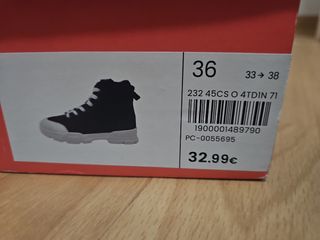 36 33 → 38
232 45CS O 4TDIN 71
1900001489790
PC-0055695
32.99€